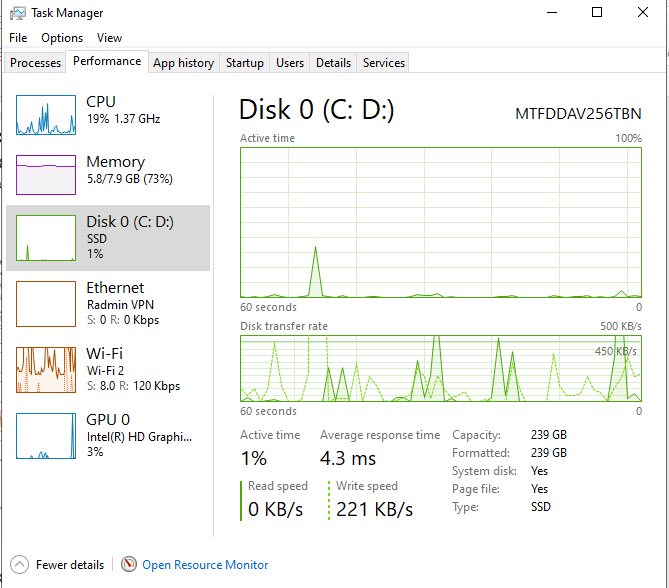 Task Manager
File Options View
Processes Performance App history Startup Users Details Services
CPU
19% 1.37 GHz
Memory
5.8/7.9 GB (73%)
Disk 0 (C: D:)
SSD
1%
Ethernet
Radmin VPN
S: 0 R: 0 Kbps
Wi-Fi
Wi-Fi 2
S: 8.0 R: 120 Kbps
GPU 0
Intel(R) HD Graphi...
3%
Disk 0 (C: D:) MTFDDAV256TBN
Active time 100%
60 seconds 0
Disk transfer rate 500 KB/s
450 KB/s
60 seconds 0
Active time Average response time
1% 4.3 ms
Read speed Write speed
0 KB/s 221 KB/s
Capacity: 239 GB
Formatted: 239 GB
System disk: Yes
Page file: Yes
Type: SSD
Fewer details Open Resource Monitor